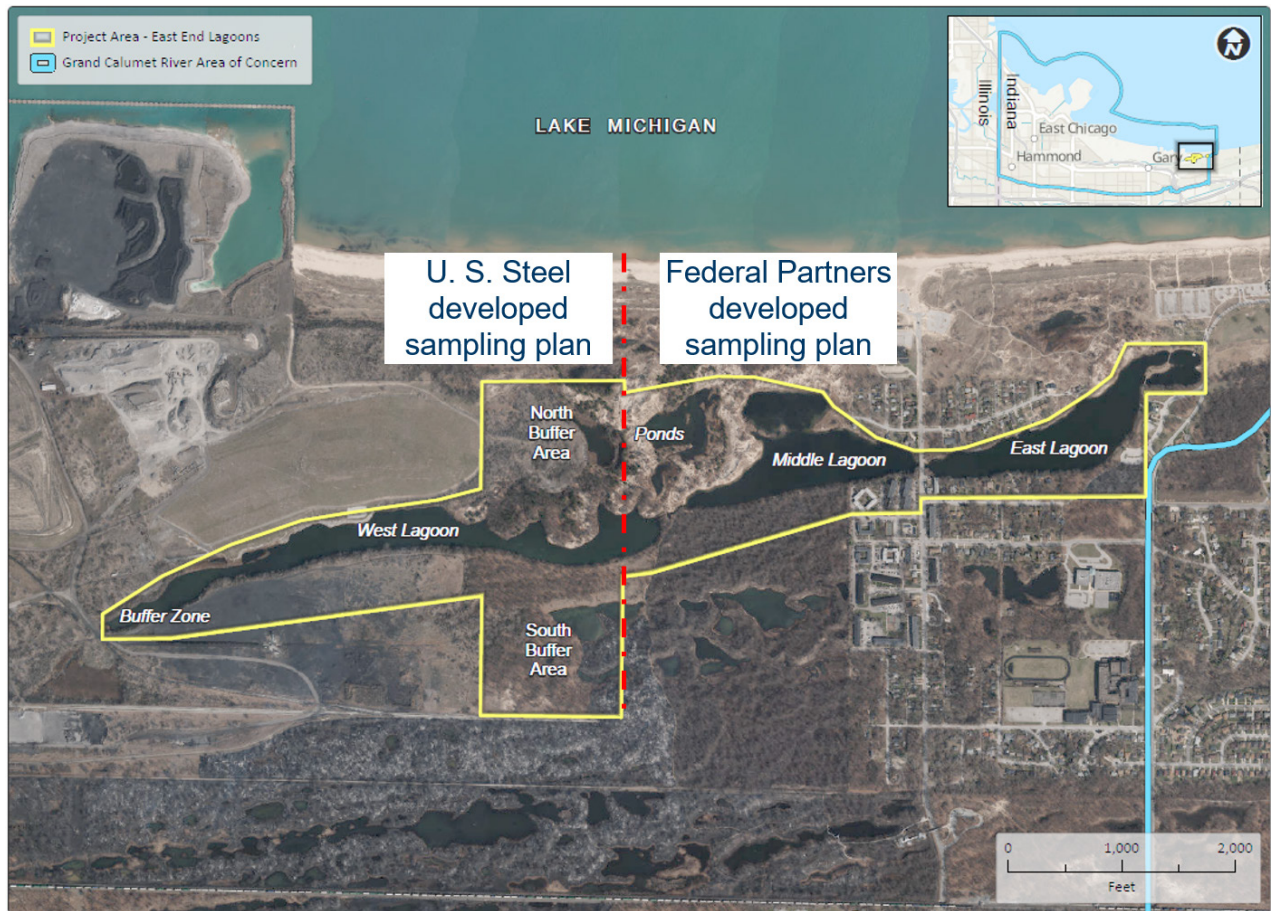 Project Area - East End Lagoons
Grand Calumet River Area of Concern
N
Illinois
Indiana
East Chicago
Hammond
Gary
LAKE MICHIGAN
U. S. Steel
developed
sampling plan
Federal Partners
developed
sampling plan
North
Buffer
Area
Ponds
Middle Lagoon
East Lagoon
West Lagoon
Buffer Zone
South
Buffer
Area
0 1,000 2,000
Feet